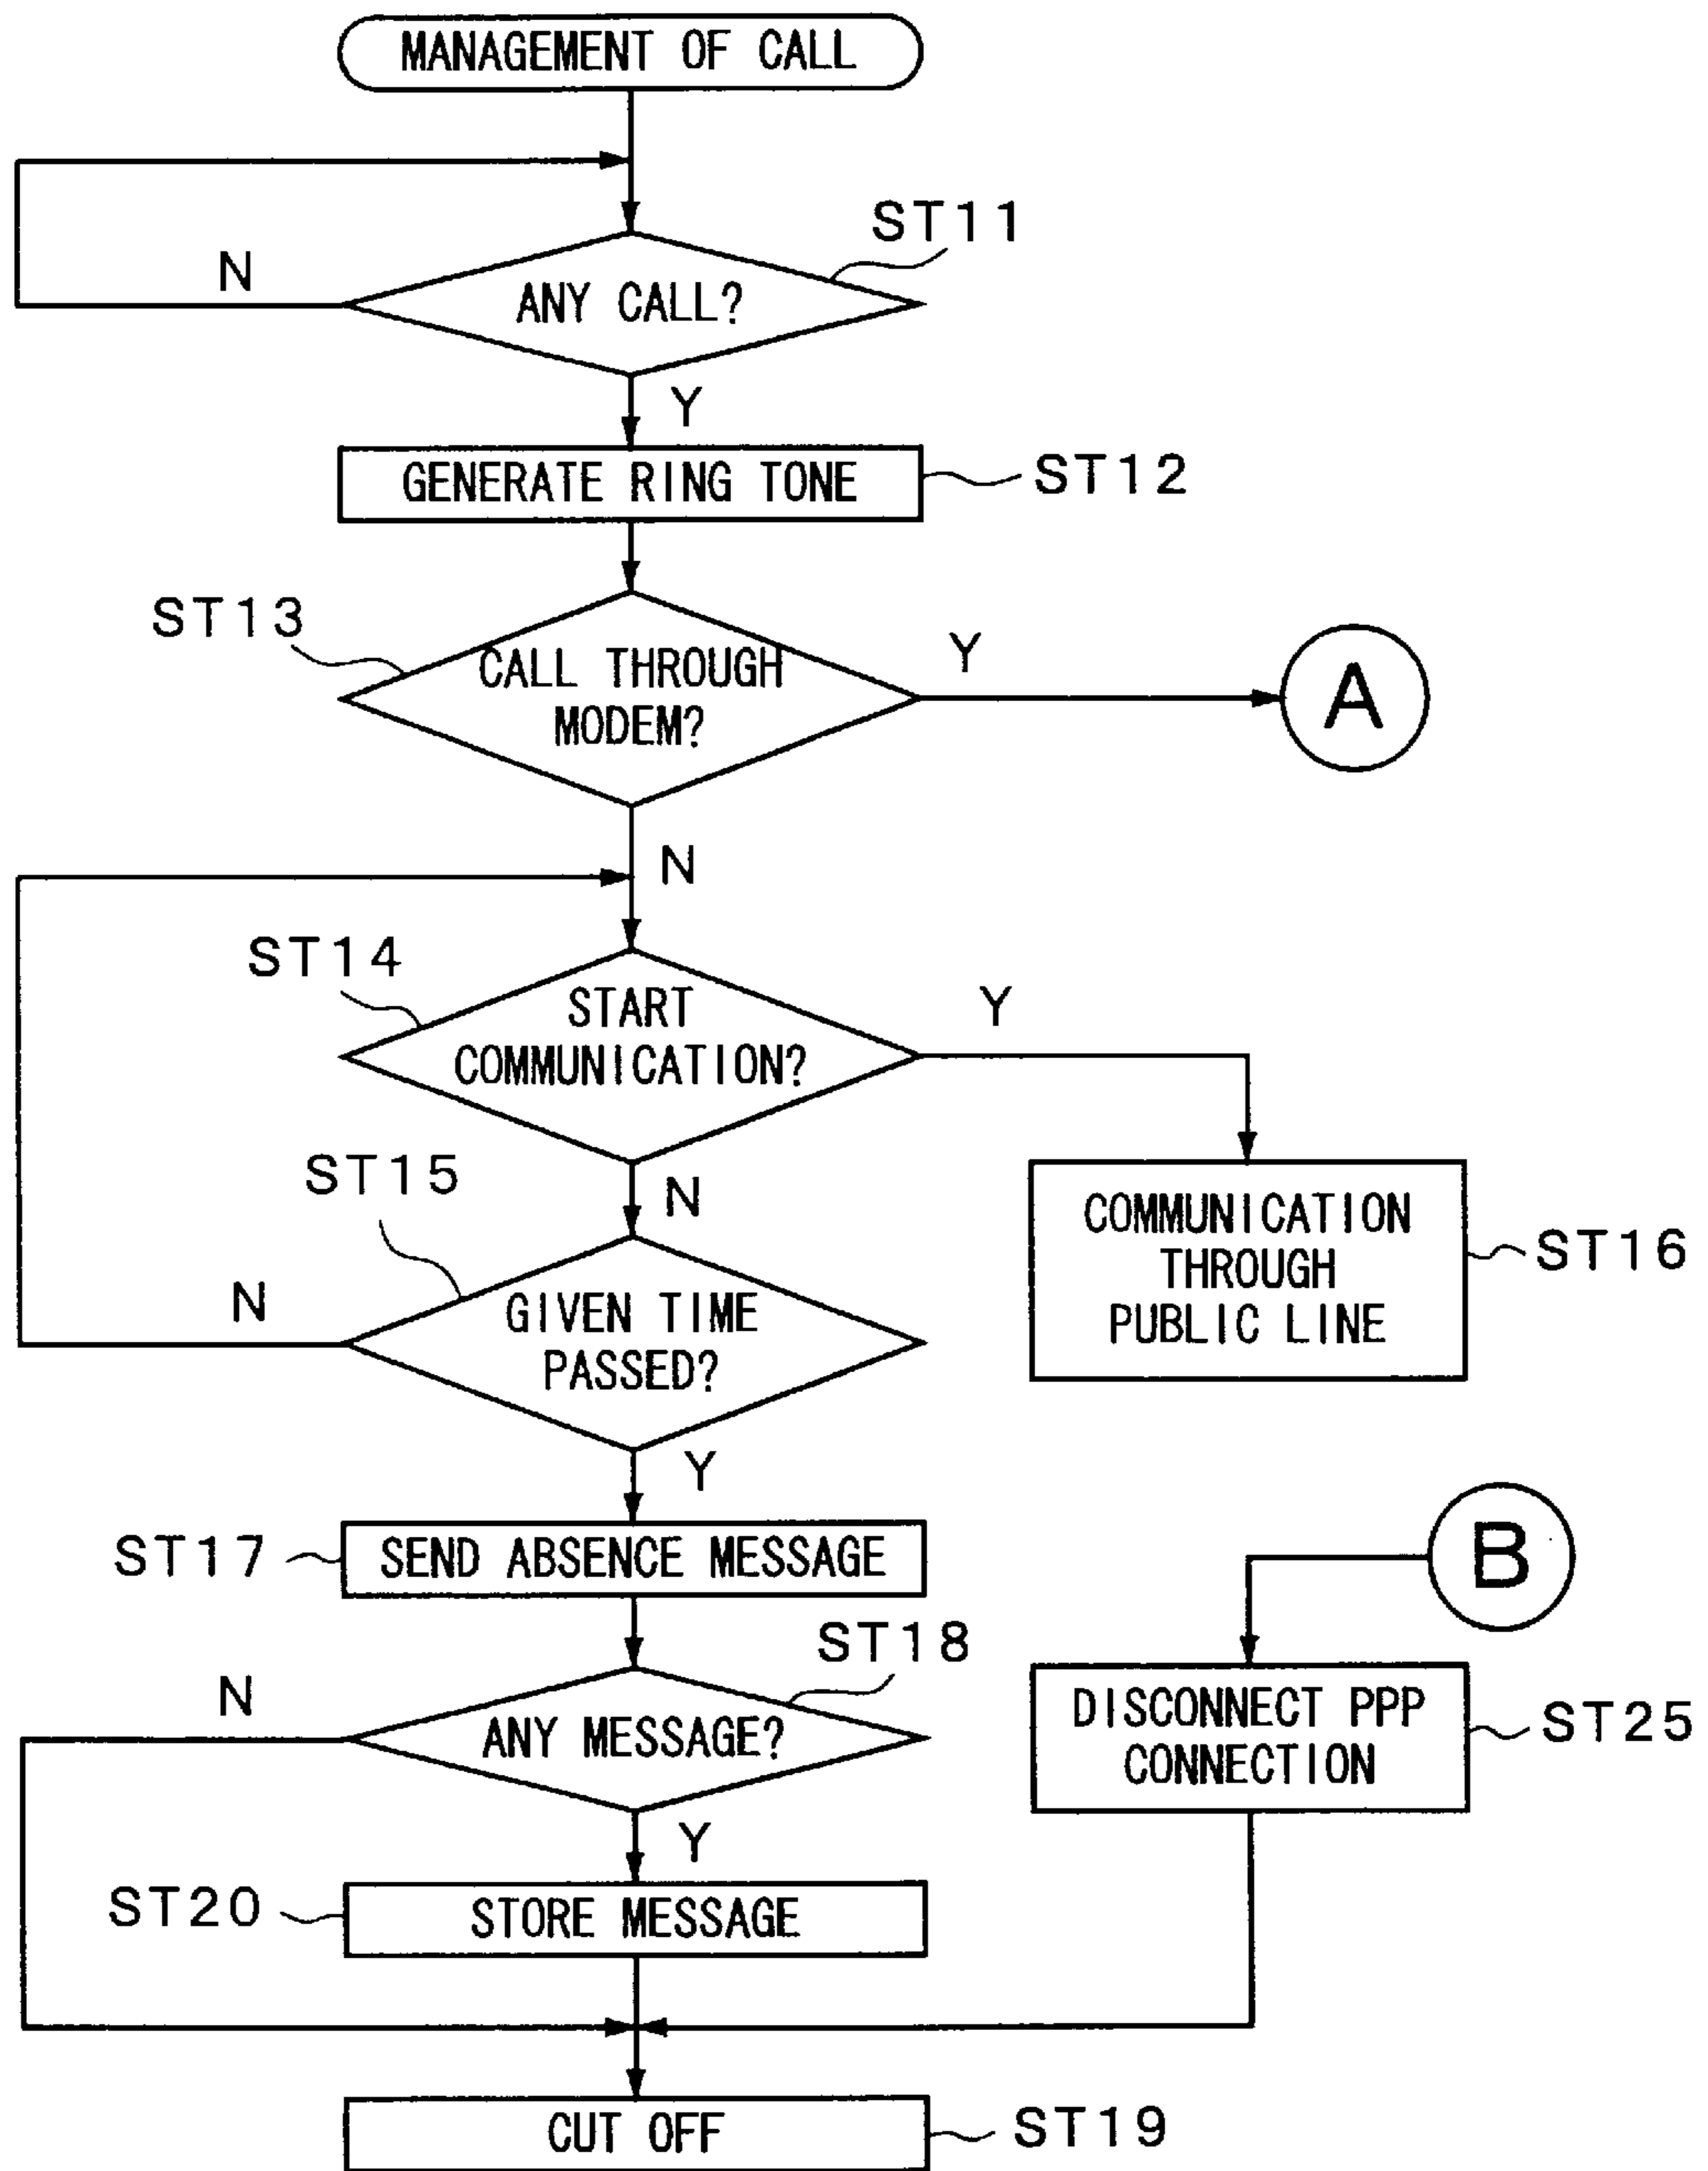 MANAGEMENT OF CALL
ST11
N
ANY CALL?
Y
GENERATE RING TONE
ST12
ST13
CALL THROUGH
MODEM?
Y
A
N
ST14
START
COMMUNICATION?
Y
ST15
N
COMMUNICATION
THROUGH
PUBLIC LINE
ST16
N
GIVEN TIME
PASSED?
Y
ST17
SEND ABSENCE MESSAGE
B
ST18
N
ANY MESSAGE?
DISCONNECT PPP
CONNECTION
ST25
Y
ST20
STORE MESSAGE
CUT OFF
ST19